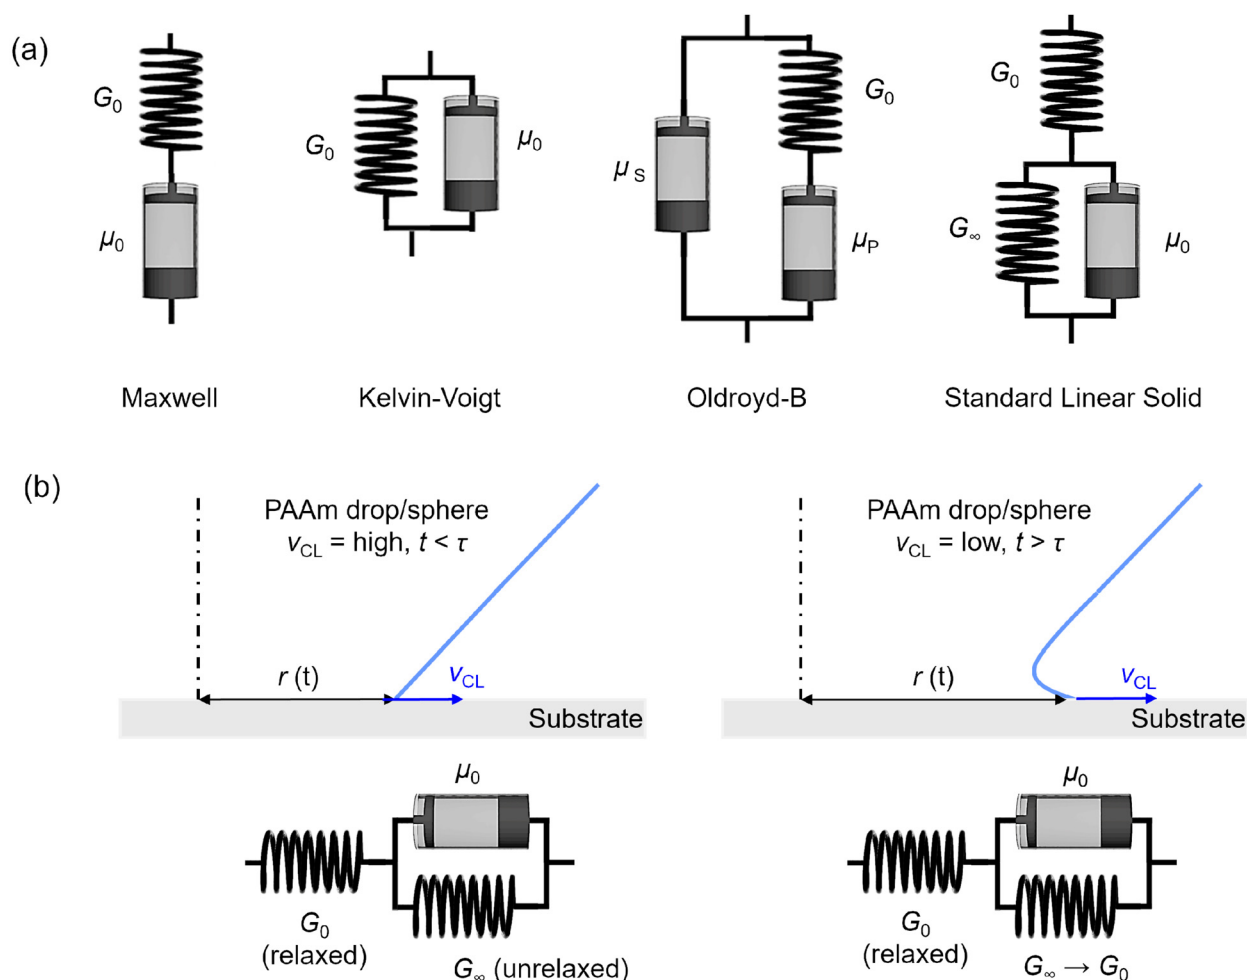 (a)
G₀
μ₀
G₀
μ₀
μ S
G₀
μP
G₀
G∞
μ₀
Maxwell
Kelvin-Voigt
Oldroyd-B
Standard Linear Solid
(b)
PAAm drop/sphere
vCL = high, t < τ
r (t)
vCL
Substrate
μ₀
G₀
(relaxed)
G∞ (unrelaxed)
PAAm drop/sphere
vCL = low, t > τ
r (t)
vCL
Substrate
μ₀
G₀
(relaxed)
G∞ → G₀